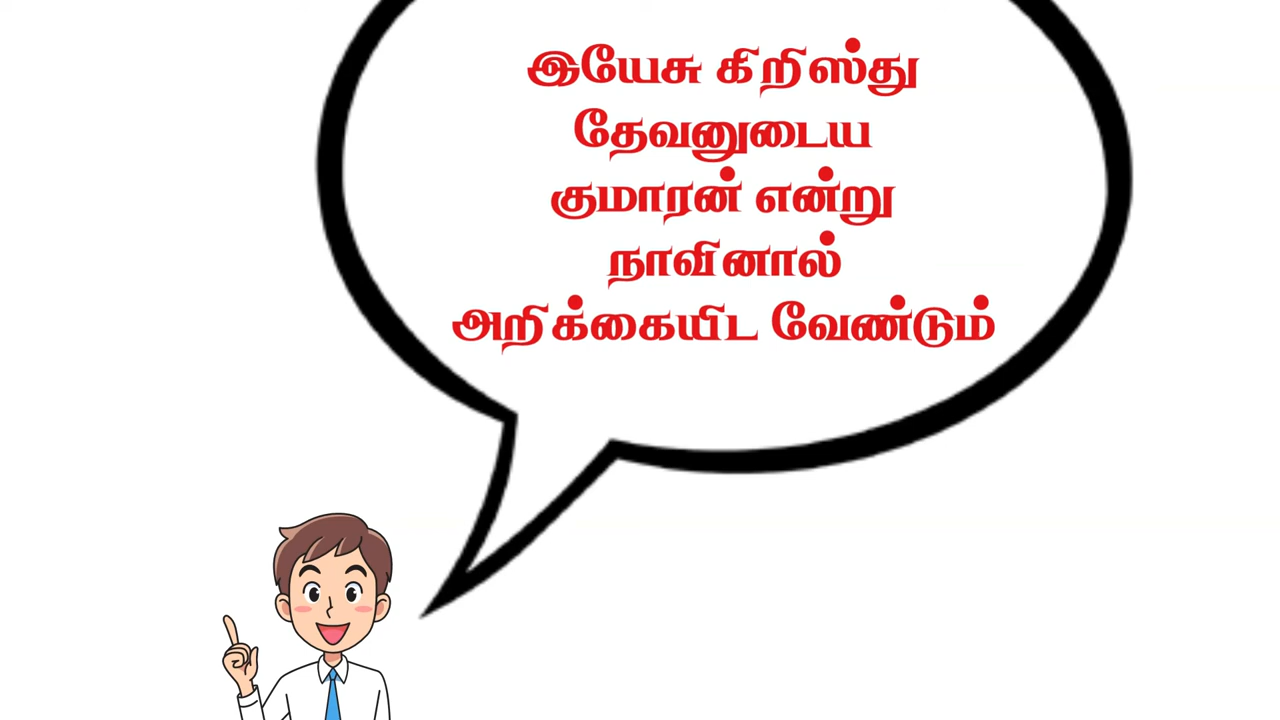 இயேசு கிறிஸ்து
தேவனுடைய
குமாரன் என்று
நாவினால்
அறிக்கையிட வேண்டும்